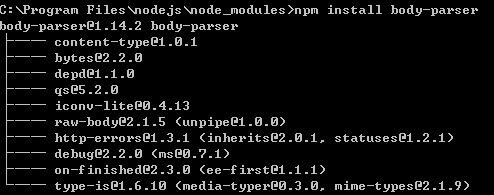 C:\Program Files\nodejs\node_modules>npm install body-parser
body-parser@1.14.2 body-parser
├── content-type@1.0.1
├── bytes@2.2.0
├── depd@1.1.0
├── qs@5.2.0
├── iconv-lite@0.4.13
├── raw-body@2.1.5 (unpipe@1.0.0)
├── http-errors@1.3.1 (inherits@2.0.1, statuses@1.2.1)
├── debug@2.2.0 (ms@0.7.1)
├── on-finished@2.3.0 (ee-first@1.1.1)
└── type-is@1.6.10 (media-typer@0.3.0, mime-types@2.1.9)